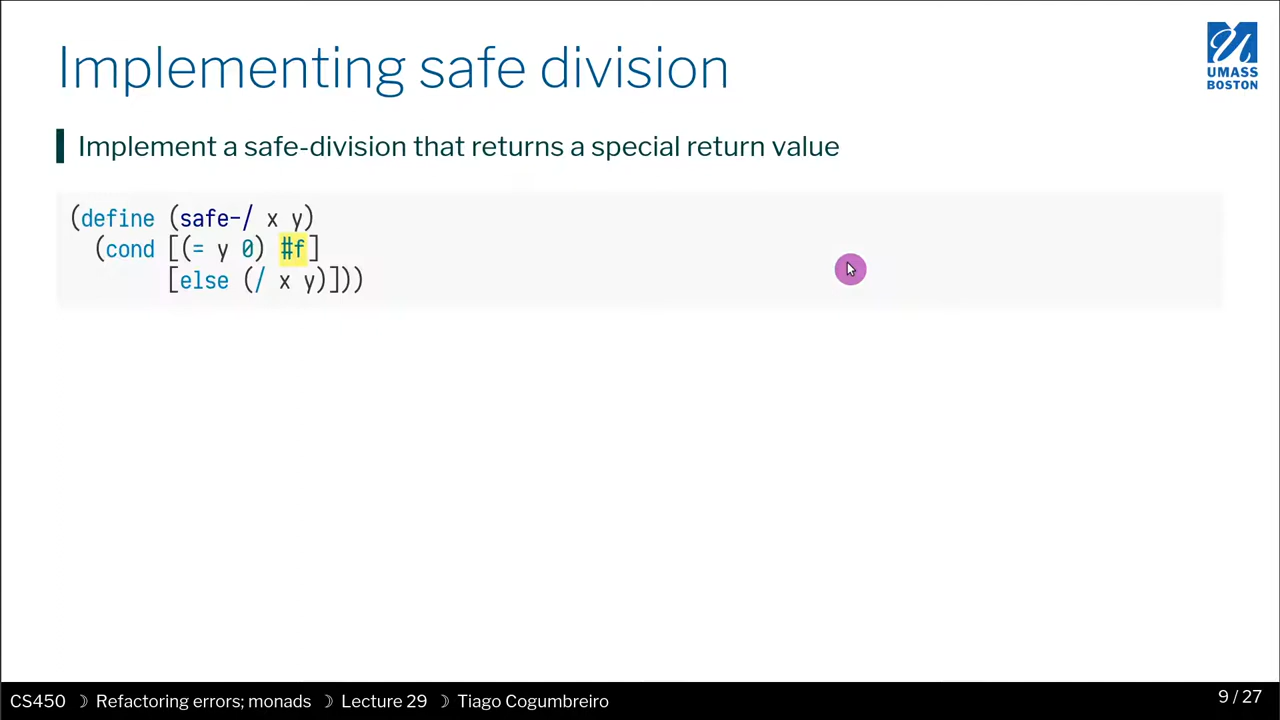 Implementing safe division
UMASS
BOSTON
Implement a safe-division that returns a special return value
(define (safe-/ x y)
  (cond [(= y 0) #f]
        [else (/ x y)]))
CS450 ☽ Refactoring errors; monads ☽ Lecture 29 ☽ Tiago Cogumbreiro
9 / 27